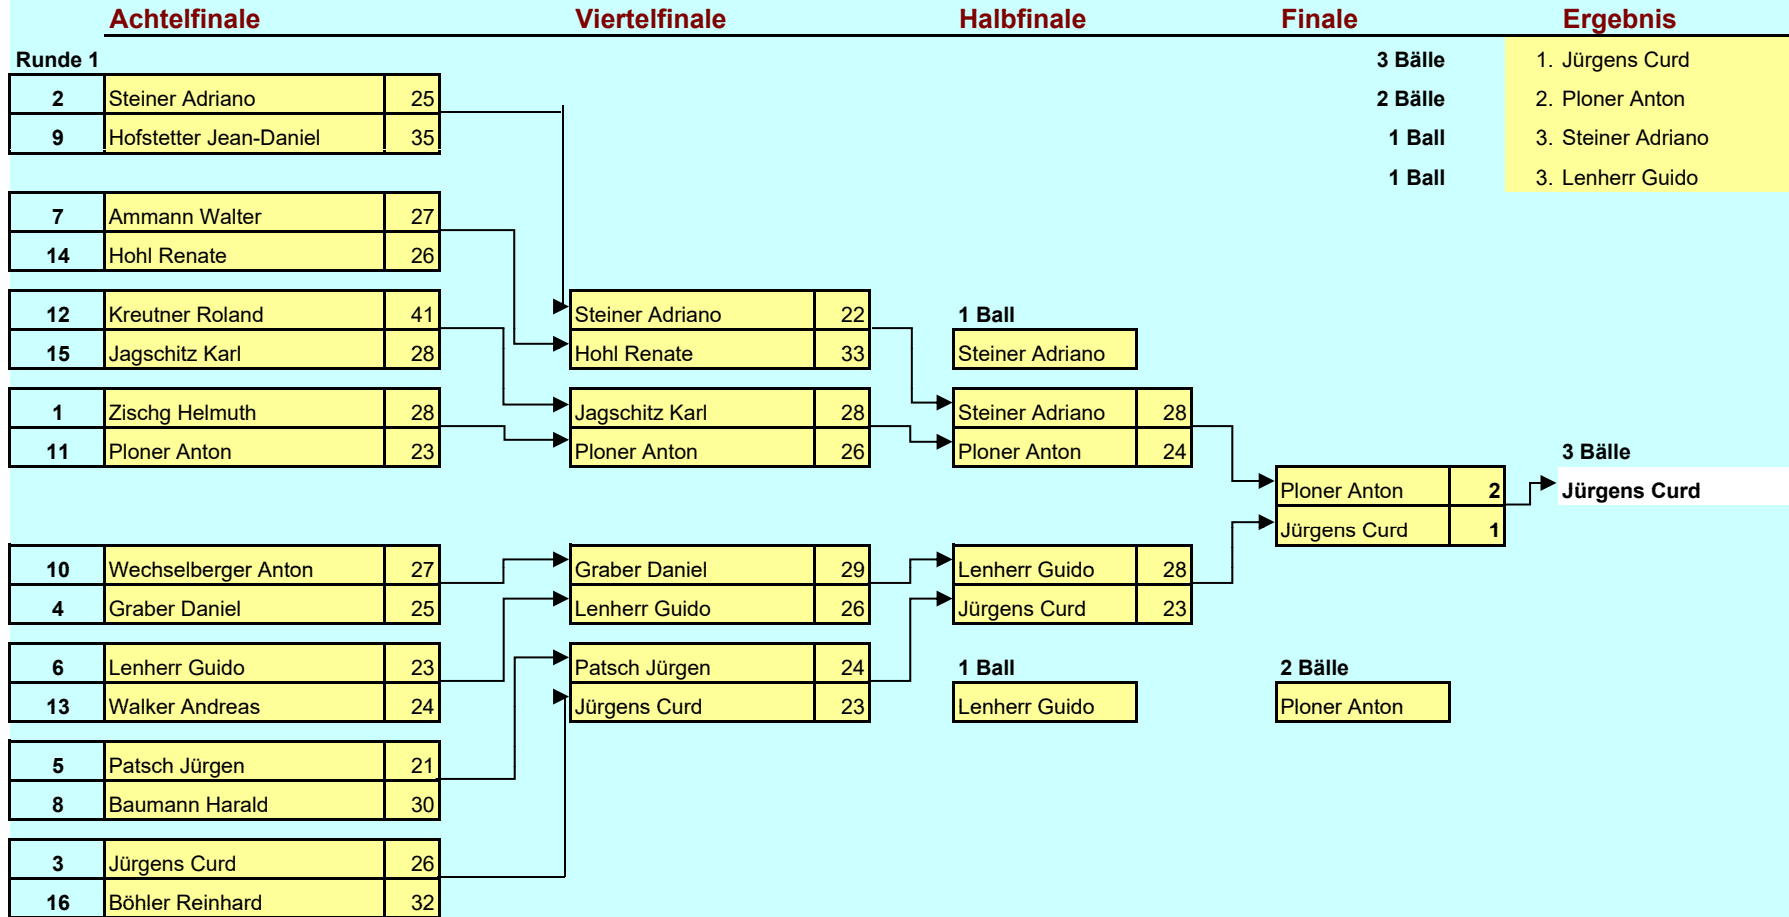 Achtelfinale Viertelfinale Halbfinale Finale Ergebnis
Runde 1 3 Bälle 1. Jürgens Curd
2 Steiner Adriano 25 2 Bälle 2. Ploner Anton
9 Hofstetter Jean-Daniel 35 1 Ball 3. Steiner Adriano
1 Ball 3. Lenherr Guido
7 Ammann Walter 27
14 Hohl Renate 26
12 Kreutner Roland 41 Steiner Adriano 22 1 Ball
15 Jagschitz Karl 28 Hohl Renate 33 Steiner Adriano
1 Zischg Helmuth 28 Jagschitz Karl 28 Steiner Adriano 28
11 Ploner Anton 23 Ploner Anton 26 Ploner Anton 24 3 Bälle
Ploner Anton 2 Jürgens Curd
Jürgens Curd 1
10 Wechselberger Anton 27 Graber Daniel 29 Lenherr Guido 28
4 Graber Daniel 25 Lenherr Guido 26 Jürgens Curd 23
6 Lenherr Guido 23 Patsch Jürgen 24 1 Ball 2 Bälle
13 Walker Andreas 24 Jürgens Curd 23 Lenherr Guido Ploner Anton
5 Patsch Jürgen 21
8 Baumann Harald 30
3 Jürgens Curd 26
16 Böhler Reinhard 32